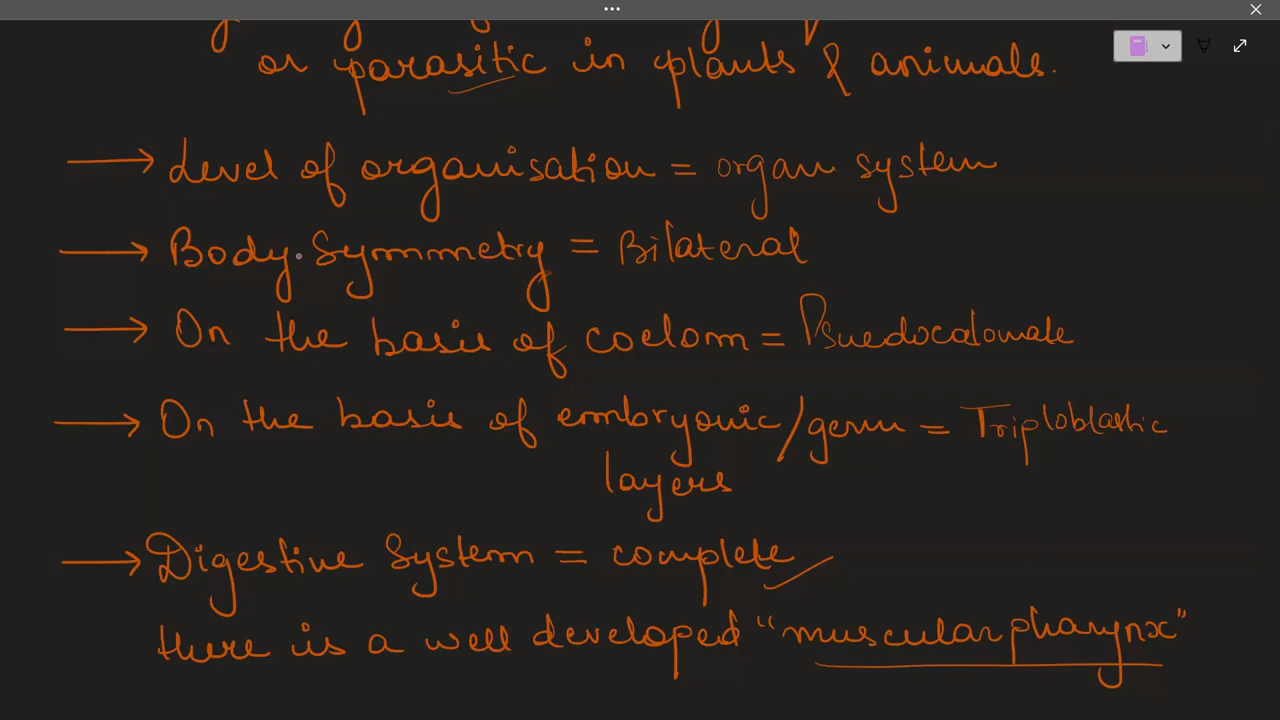 or parasitic in plants & animals.
→ Level of organisation = organ system
→ Body Symmetry = Bilateral
→ On the basis of coelom = Psuedocalomate
→ On the basis of embryonic/germ = Triploblastic
layers
→ Digestive System = complete
there is a well developed "muscular pharynx"